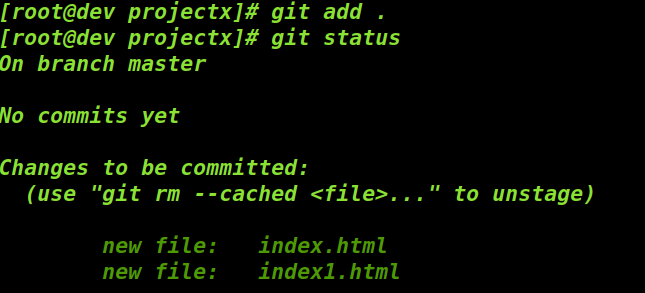 [root@dev projectx]# git add .
[root@dev projectx]# git status
On branch master
No commits yet
Changes to be committed:
(use "git rm --cached <file>..." to unstage)
new file: index.html
new file: index1.html